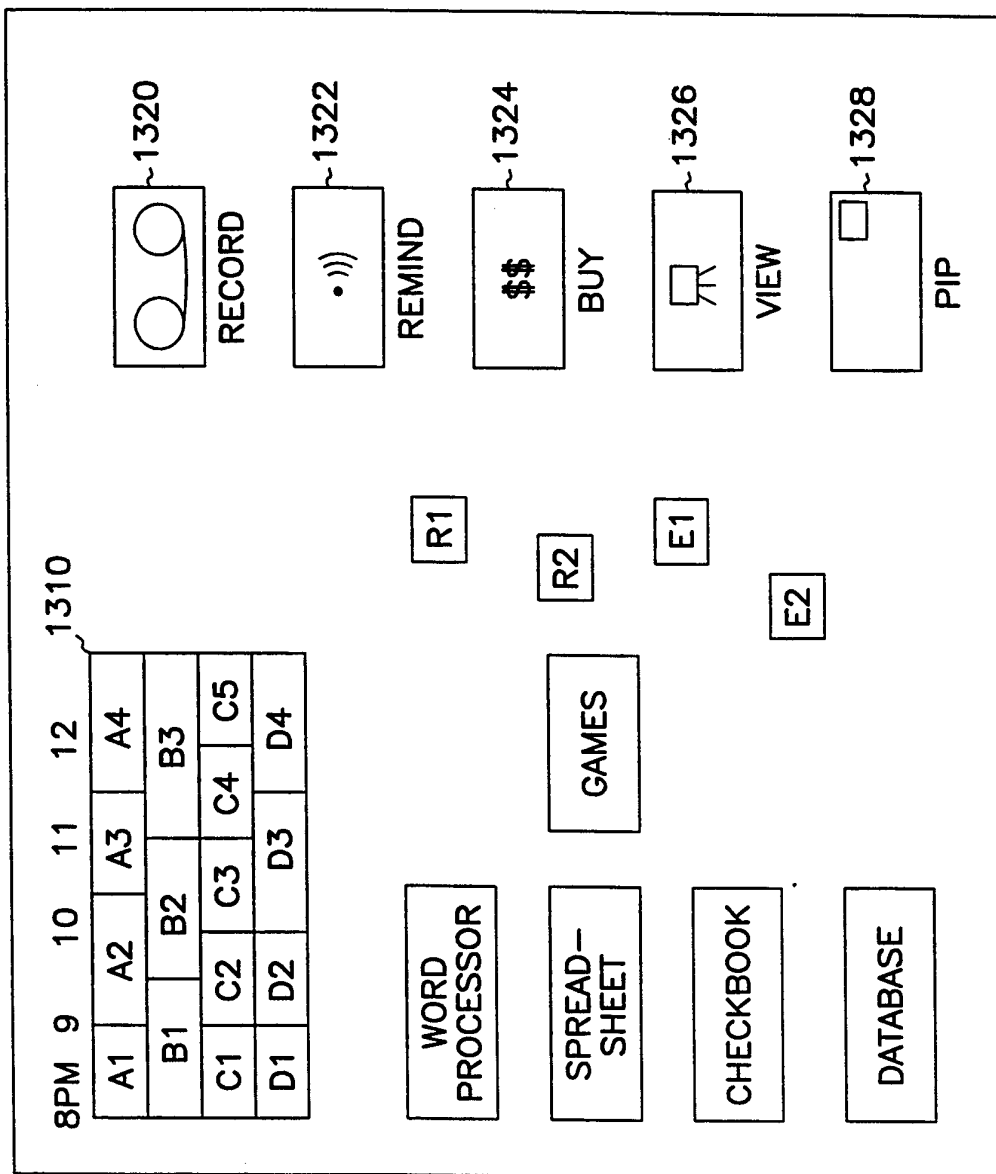 8PM 9 10 11 12
1310
A1 A2 A3 A4
B1 B2 B3
C1 C2 C3 C4 C5
D1 D2 D3 D4
WORD
PROCESSOR
SPREAD-
SHEET
CHECKBOOK
DATABASE
GAMES
R1
R2
E1
E2
1320
RECORD
1322
REMIND
1324
$$
BUY
1326
VIEW
1328
PIP